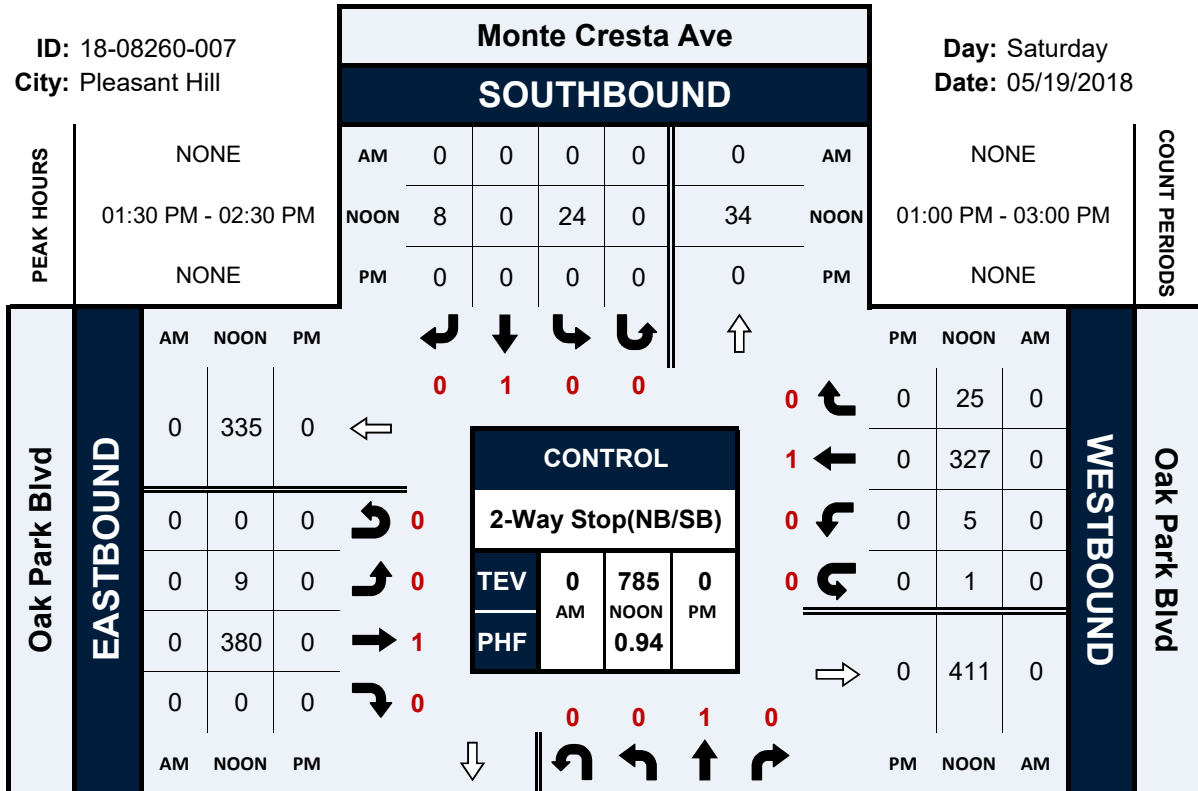 ID: 18-08260-007
City: Pleasant Hill
Monte Cresta Ave
SOUTHBOUND
Day: Saturday
Date: 05/19/2018
PEAK HOURS
NONE
01:30 PM - 02:30 PM
NONE
AM 0 0 0 0 0 AM
NOON 8 0 24 0 34 NOON
PM 0 0 0 0 0 PM
NONE
01:00 PM - 03:00 PM
NONE
COUNT PERIODS
0 1 0 0
Oak Park Blvd
EASTBOUND
AM NOON PM
0 335 0
0 0 0 0
0 9 0 0
0 380 0 1
0 0 0 0
AM NOON PM
CONTROL
2-Way Stop(NB/SB)
TEV 0 785 0
AM NOON PM
PHF 0.94
PM NOON AM
0 0 25 0
1 0 327 0
0 0 5 0
0 0 1 0
0 411 0
PM NOON AM
WESTBOUND
Oak Park Blvd
0 0 1 0